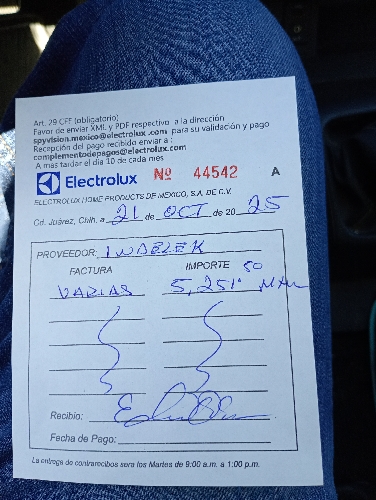 Art. 29 CFF (obligatorio)
Favor de enviar XML y PDF respectivo a la dirección
spyvision.mexico@electrolux.com para su validación y pago
Recepción del pago recibido enviar a :
complementodepagos@electrolux.com
A mas tardar el dia 10 de cada mes
Electrolux Nº 44542 A
ELECTROLUX HOME PRODUCTS DE MEXICO, S.A. DE C.V.
Cd. Juárez, Chih. a 21 de OCT de 20 25
PROVEEDOR: INDELEK
FACTURA IMPORTE
VARIAS 5,251.50 MXN
Recibio:
Fecha de Pago:
La entrega de contrarecibos sera los Martes de 9:00 a.m. a 1:00 p.m.